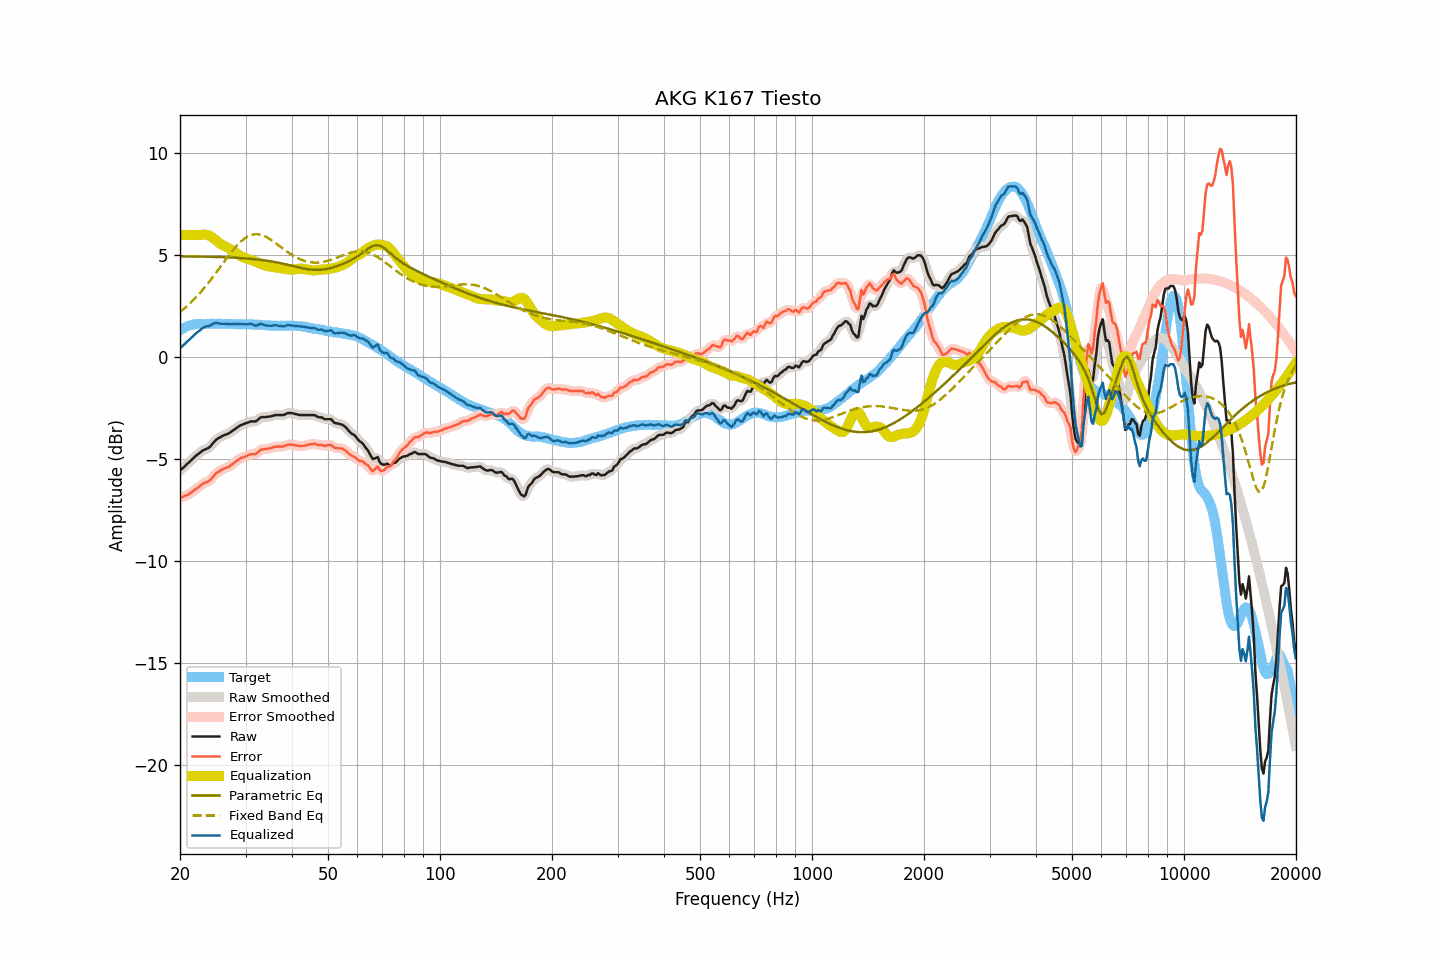 AKG K167 Tiesto
10
5
0
−5
−10
−15
−20
Amplitude (dBr)
Target
Raw Smoothed
Error Smoothed
Raw
Error
Equalization
Parametric Eq
Fixed Band Eq
Equalized
20 50 100 200 500 1000 2000 5000 10000 20000
Frequency (Hz)